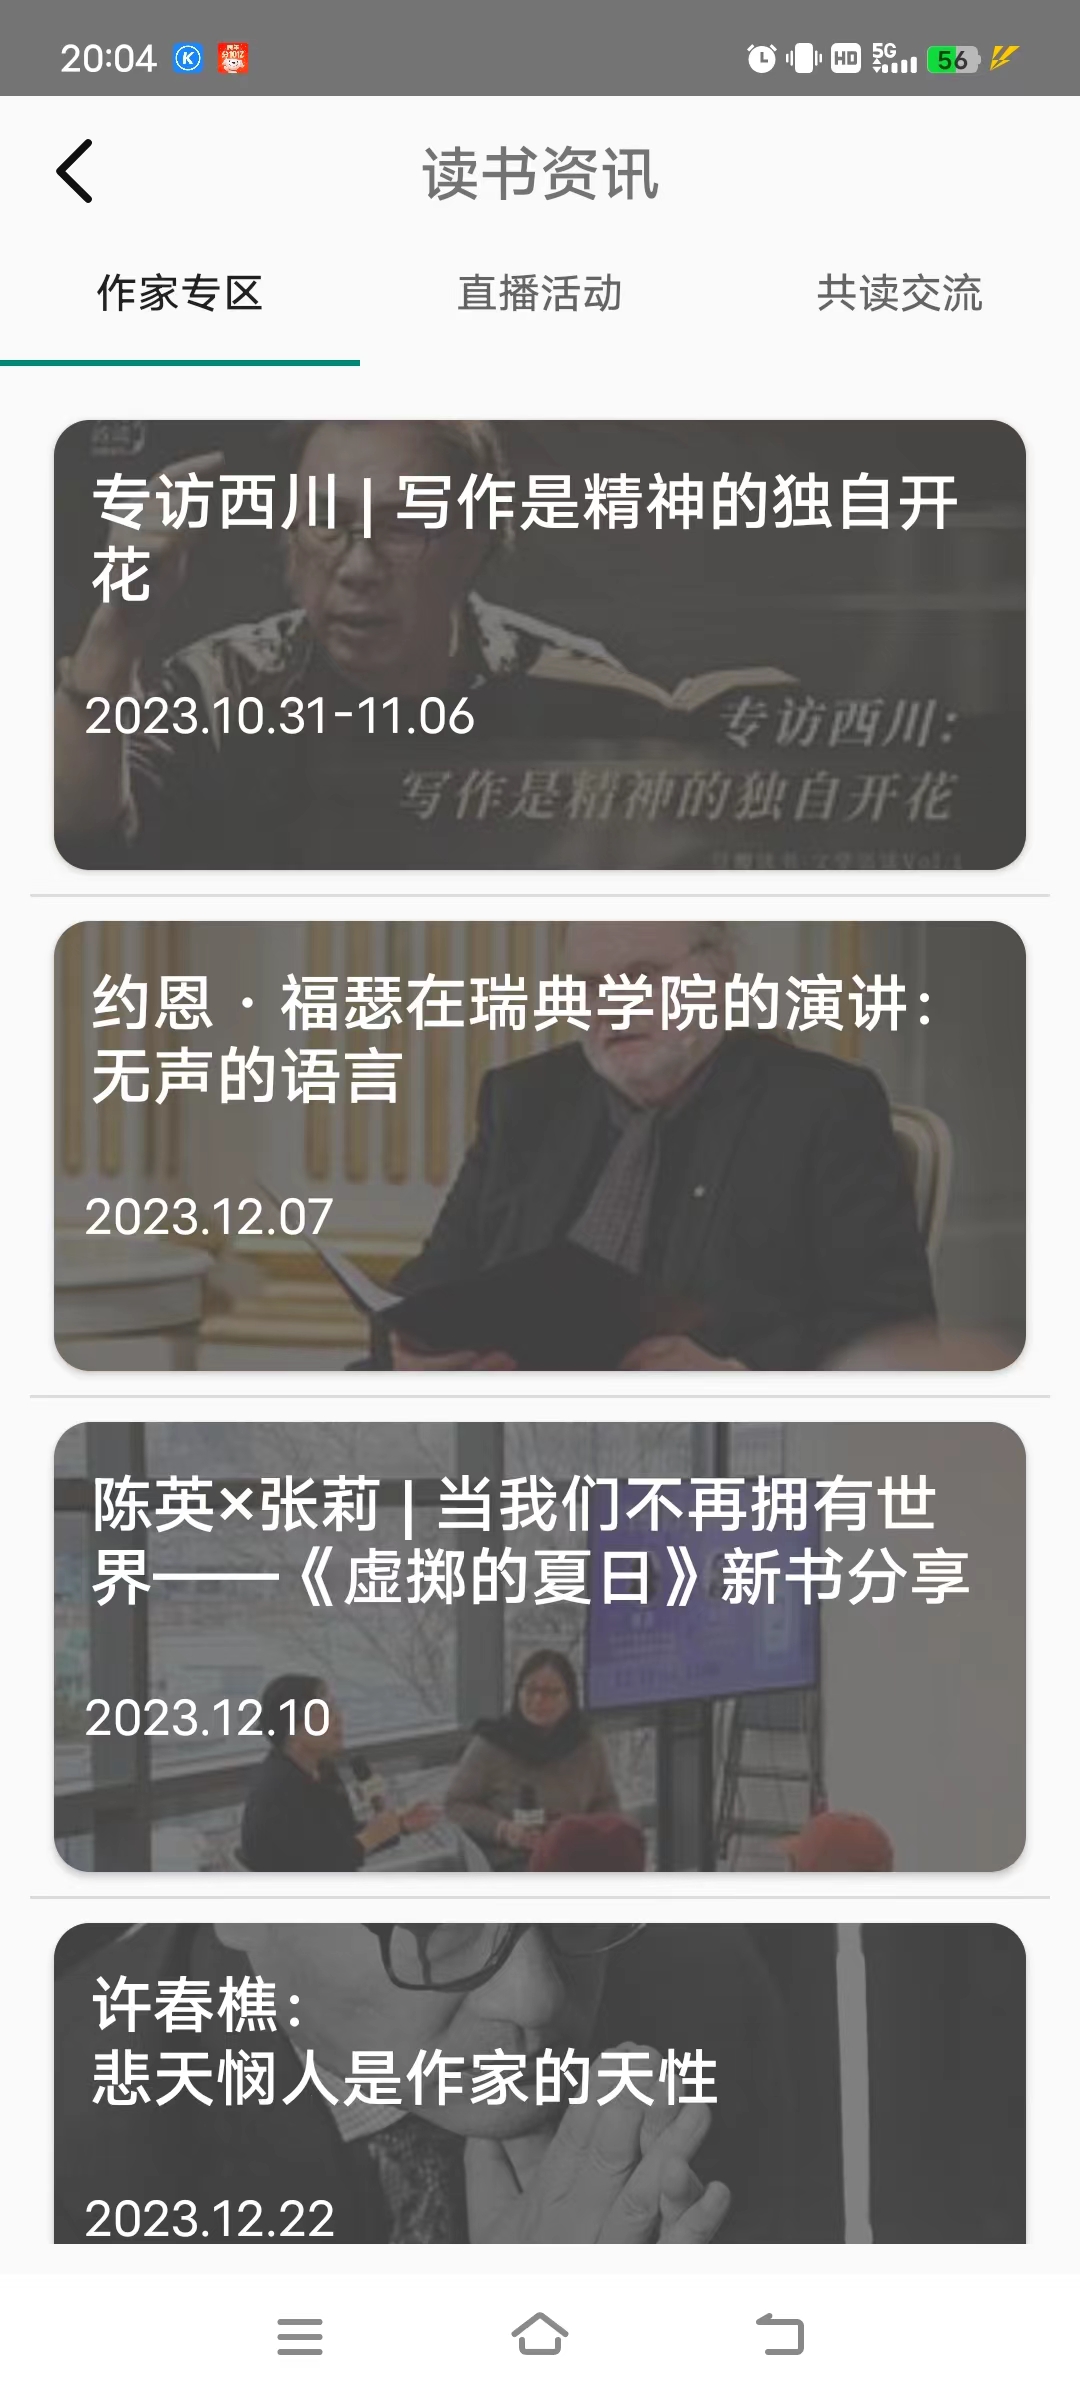 20:04
HD
5G
56
读书资讯
作家专区
直播活动
共读交流
专访西川 | 写作是精神的独自开
花
2023.10.31-11.06
专访西川：
写作是精神的独自开花
约恩 · 福瑟在瑞典学院的演讲：
无声的语言
2023.12.07
陈英×张莉 | 当我们不再拥有世
界——《虚掷的夏日》新书分享
2023.12.10
许春樵：
悲天悯人是作家的天性
2023.12.22